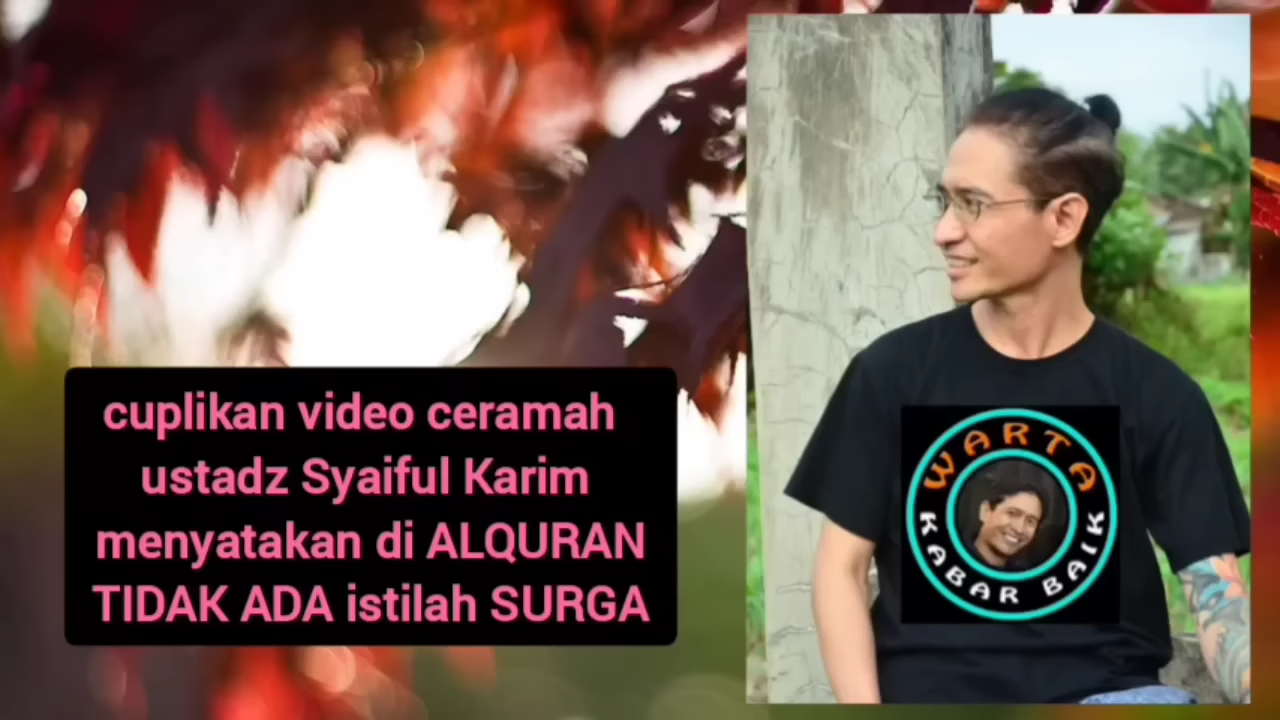 cuplikan video ceramah
ustadz Syaiful Karim
menyatakan di ALQURAN
TIDAK ADA istilah SURGA
WARTA
KABAR BAIK